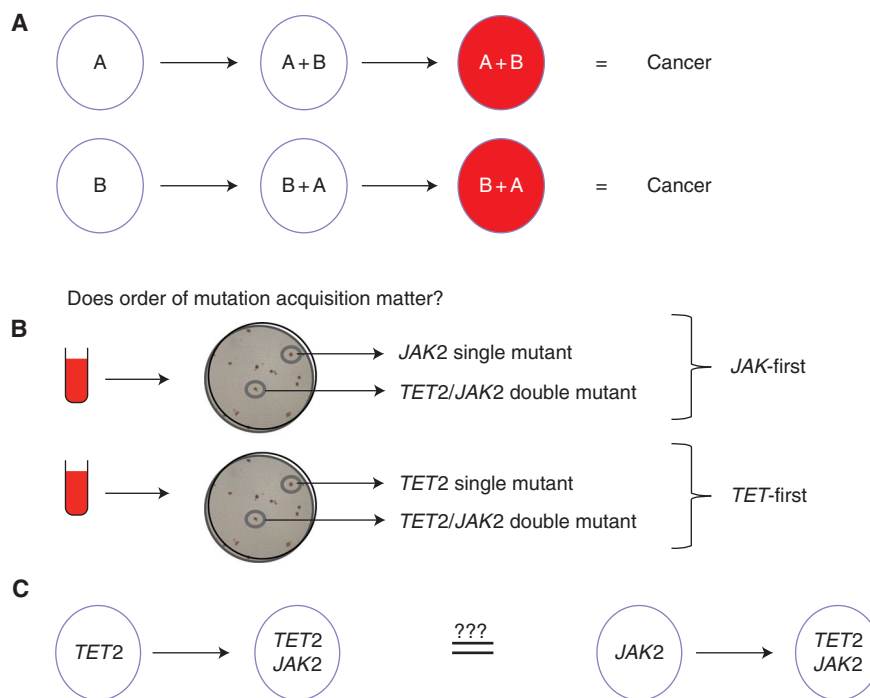 A
A
A + B
A + B
=
Cancer
B
B + A
B + A
=
Cancer
Does order of mutation acquisition matter?
B
JAK2 single mutant
TET2/JAK2 double mutant
JAK-first
TET2 single mutant
TET2/JAK2 double mutant
TET-first
C
TET2
TET2
JAK2
???
JAK2
TET2
JAK2